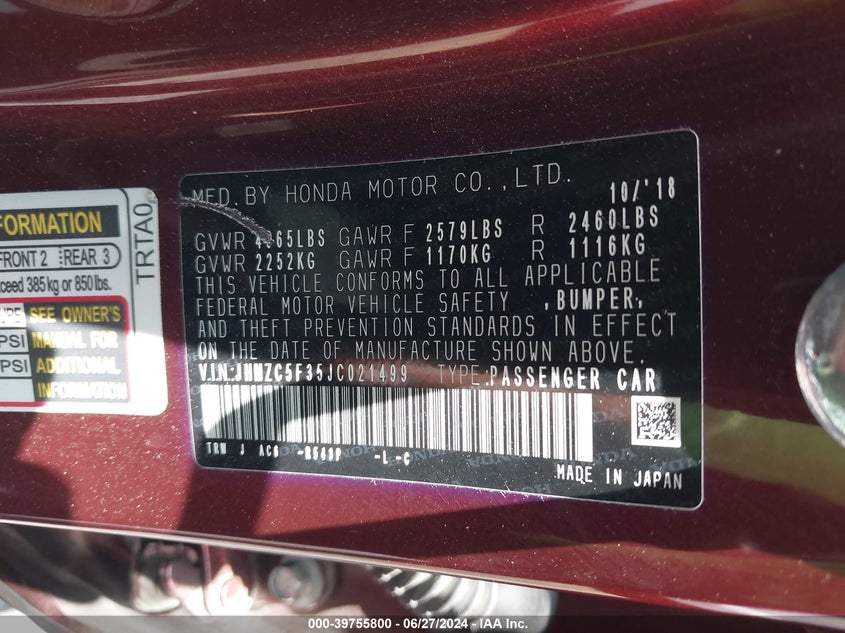 FORMATION
FRONT 2 REAR 3
xceed 385 kg or 850 lbs.
SEE OWNER'S
PSI MANUAL FOR
PSI ADDITIONAL
INFORMATION
TRTA0
MFD. BY HONDA MOTOR CO., LTD. 10/'18
GVWR GAWR F 2579LBS R 2460LBS
GVWR 2252KG GAWR F 1170KG R 1116KG
THIS VEHICLE CONFORMS TO ALL APPLICABLE
FEDERAL MOTOR VEHICLE SAFETY ,BUMPER,
AND THEFT PREVENTION STANDARDS IN EFFECT
ON THE DATE OF MANUFACTURE SHOWN ABOVE.
V.I.N.:JHMZC5F35JC021499 TYPE:PASSENGER CAR
TRW J -L-C
MADE IN JAPAN
000-39755800 - 06/27/2024 - IAA Inc.